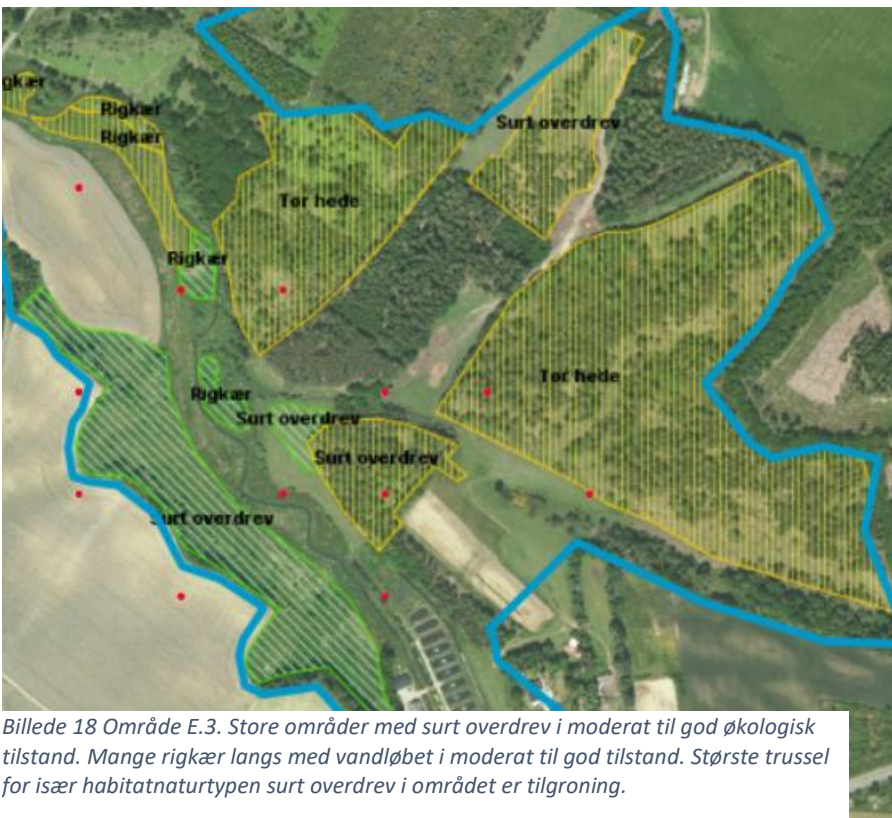 gkær
Rigkær
Rigkær
Surt overdrev
Tør hede
Rigkær
Tør hede
Rigkær
Surt overdrev
Surt overdrev
Surt overdrev
Billede 18 Område E.3. Store områder med surt overdrev i moderat til god økologisk
tilstand. Mange rigkær langs med vandløbet i moderat til god tilstand. Største trussel
for især habitatnaturtypen surt overdrev i området er tilgroning.